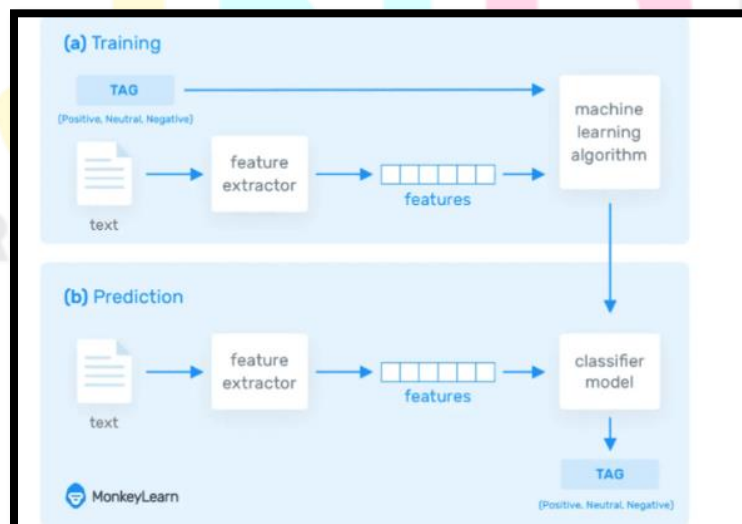 (a) Training
TAG
(Positive, Neutral, Negative)
machine
learning
algorithm
feature
extractor
features
text
(b) Prediction
feature
extractor
features
classifier
model
text
TAG
(Positive, Neutral, Negative)
MonkeyLearn